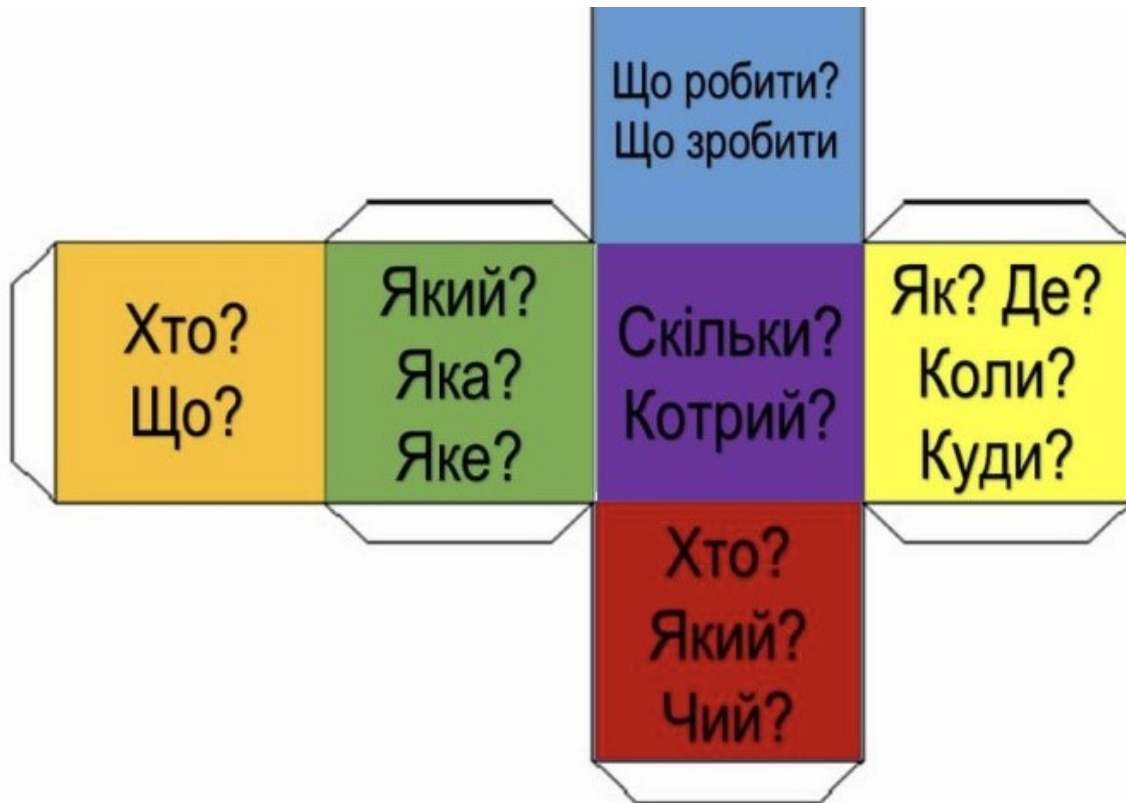 Що робити?
Що зробити
Хто?
Що?
Який?
Яка?
Яке?
Скільки?
Котрий?
Як? Де?
Коли?
Куди?
Хто?
Який?
Чий?